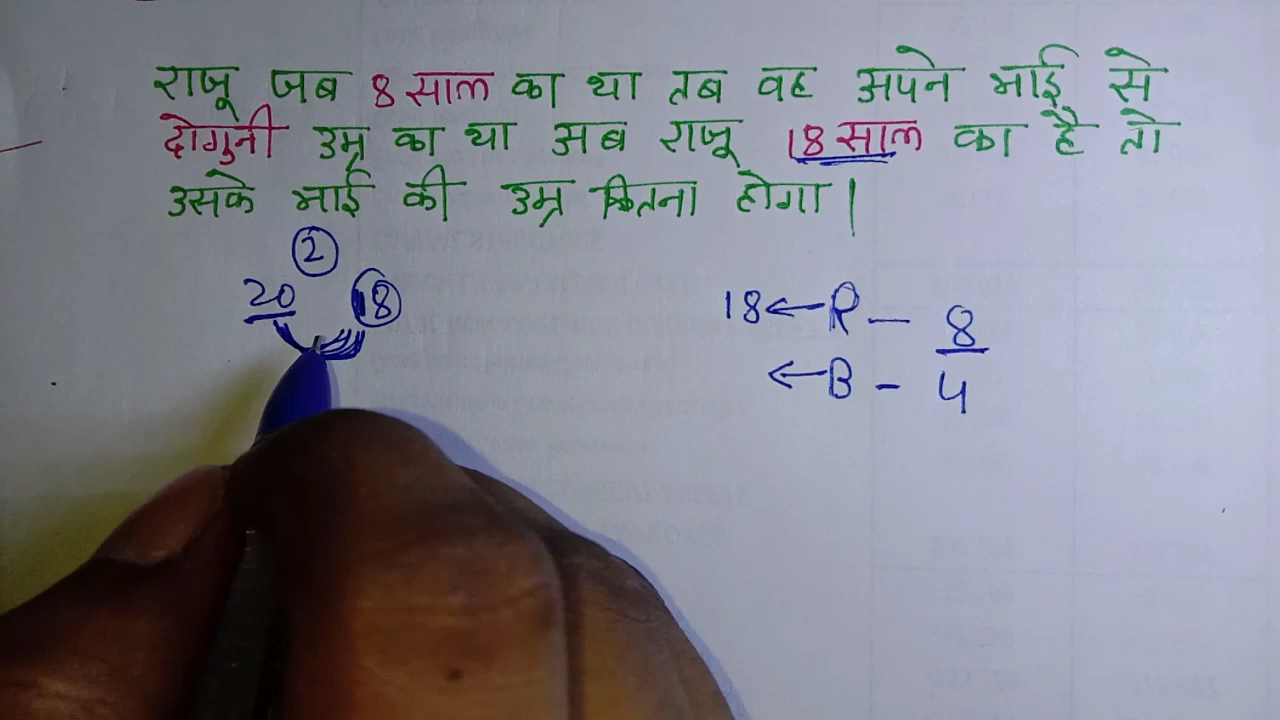 राजू जब 8 साल का था तब वह अपने भाई से
दोगुनी उम्र का था अब राजू 18 साल का है तो
उसके भाई की उम्र कितना होगा |
2
20 18
18 ← R — 8
← B - 4